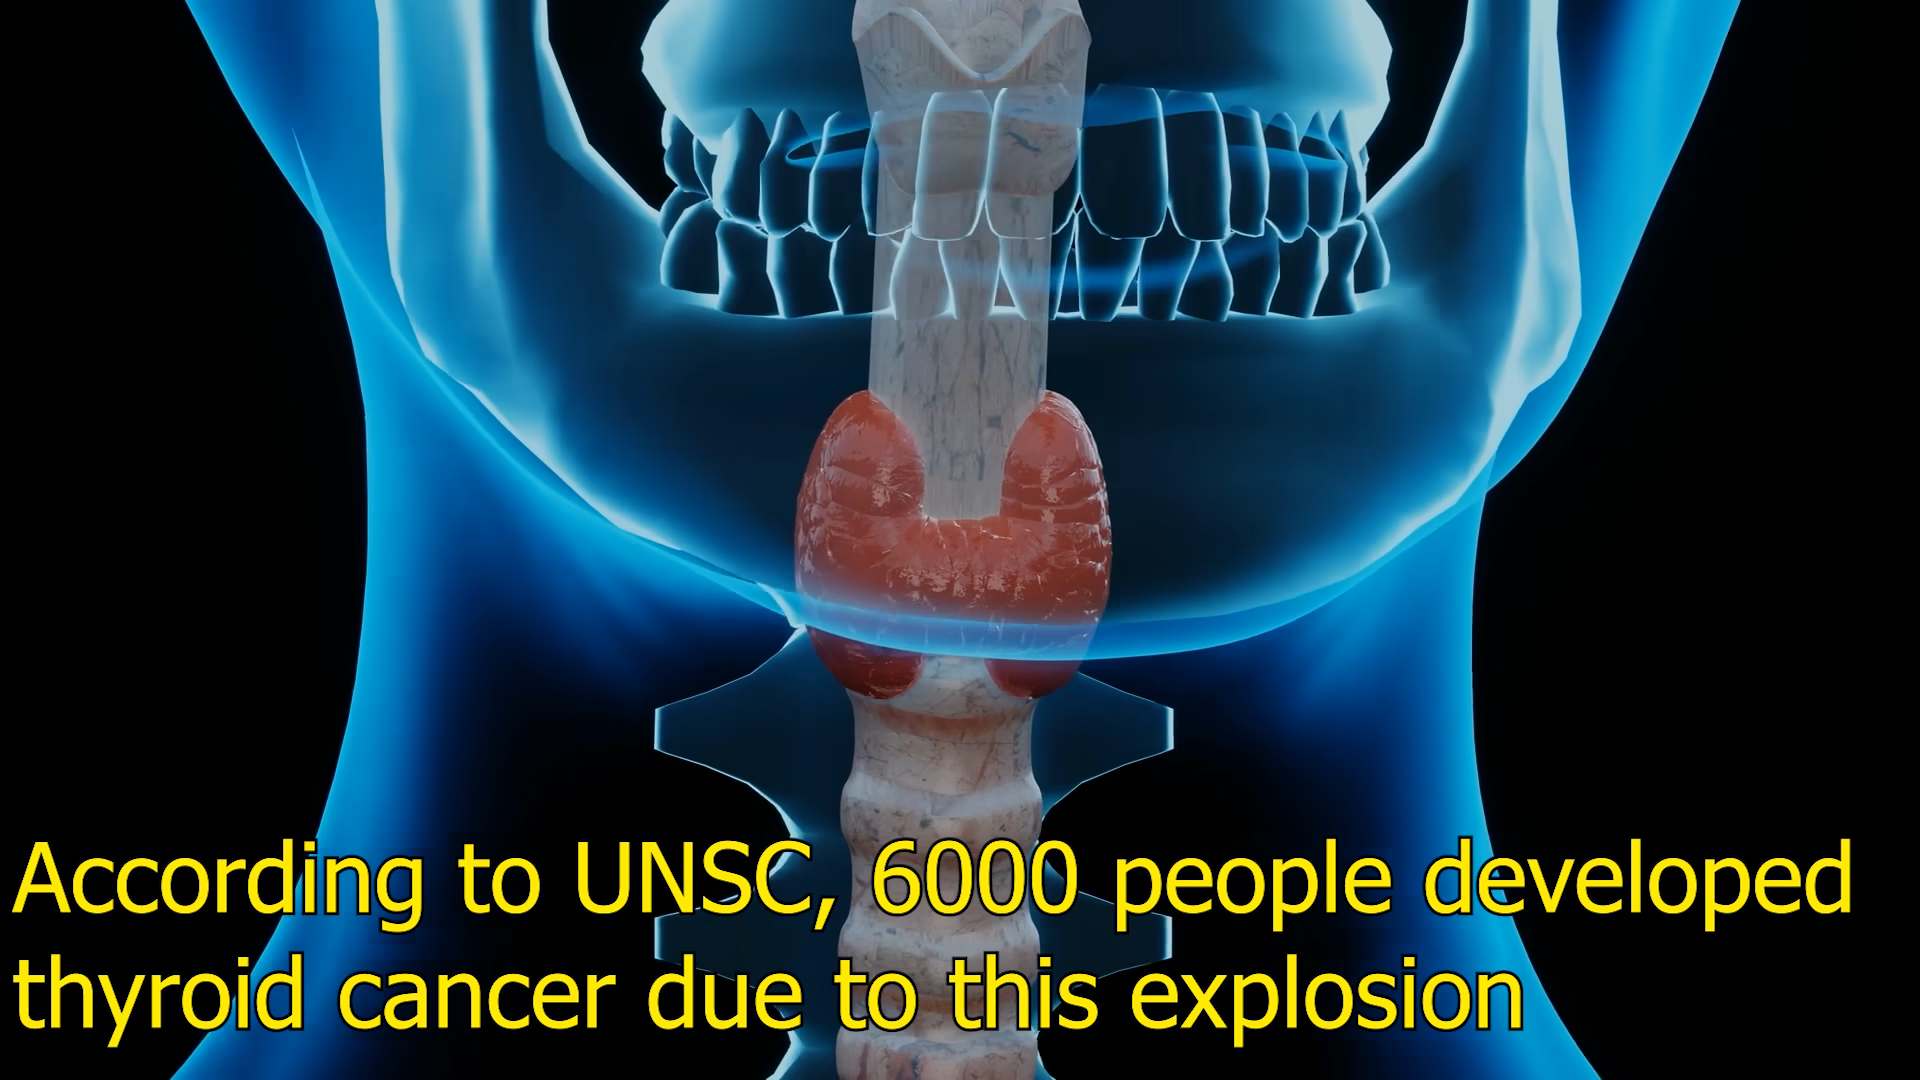 According to UNSC, 6000 people developed
thyroid cancer due to this explosion